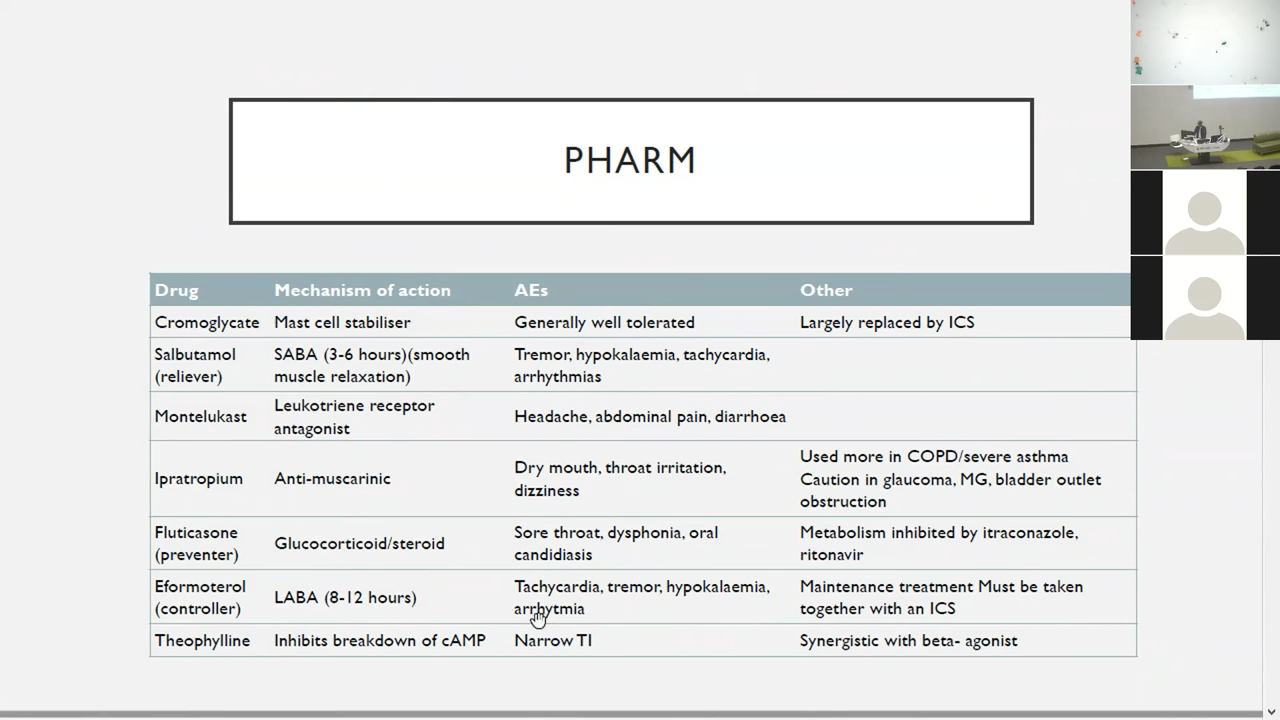 PHARM
Drug Mechanism of action AEs Other
Cromoglycate Mast cell stabiliser Generally well tolerated Largely replaced by ICS
Salbutamol SABA (3-6 hours)(smooth Tremor, hypokalaemia, tachycardia,
(reliever) muscle relaxation) arrhythmias
Montelukast Leukotriene receptor
antagonist Headache, abdominal pain, diarrhoea
Ipratropium Anti-muscarinic Dry mouth, throat irritation,
dizziness
Used more in COPD/severe asthma
Caution in glaucoma, MG, bladder outlet
obstruction
Fluticasone Glucocorticoid/steroid Sore throat, dysphonia, oral Metabolism inhibited by itraconazole,
(preventer) candidiasis ritonavir
Eformoterol LABA (8-12 hours) Tachycardia, tremor, hypokalaemia, Maintenance treatment Must be taken
(controller) arrhytmia together with an ICS
Theophylline Inhibits breakdown of cAMP Narrow TI Synergistic with beta- agonist